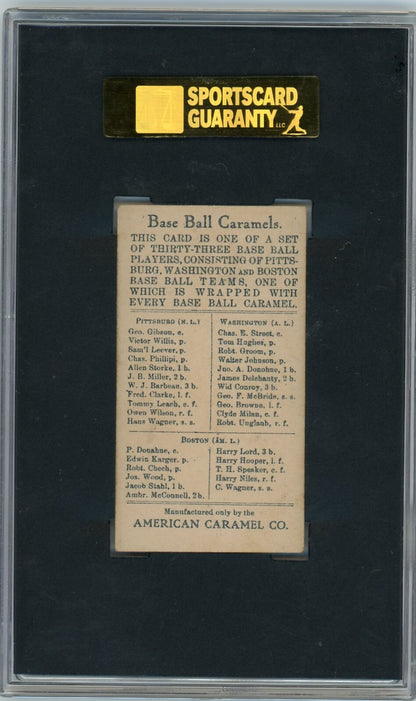 SPORTSCARD
GUARANTY LLC
Base Ball Caramels.
THIS CARD IS ONE OF A SET
OF THIRTY-THREE BASE BALL
PLAYERS, CONSISTING OF PITTS-
BURG, WASHINGTON AND BOSTON
BASE BALL TEAMS, ONE OF
WHICH IS WRAPPED WITH
EVERY BASE BALL CARAMEL.
PITTSBURG (N. L.)
Geo. Gibson, c.
Victor Willis, p.
Sam'l Leever, p.
Chas. Phillipi, p.
Allen Storke, 1 b.
J. B. Miller, 2 b.
W. J. Barbeau, 3 b.
Fred. Clarke, l. f.
Tommy Leach, c. f.
Owen Wilson, r. f.
Hans Wagner, s. s.
WASHINGTON (A. L.)
Chas. E. Street, c.
Tom Hughes, p.
Robt. Groom, p.
Walter Johnson, p.
Jno. A. Donohue, 1 b.
James Delehanty, 2 b.
Wid Conroy, 3 b.
Geo. F. McBride, s. s.
Geo. Browne, l. f.
Clyde Milan, c. f.
Robt. Unglaub, r. f.
BOSTON (AM. L.)
P. Donahue, c.
Edwin Karger. p.
Robt. Chech, p.
Jos. Wood, p.
Jacob Stahl, 1 b.
Ambr. McConnell, 2 b.
Harry Lord, 3 b.
Harry Hooper, l. f.
T. H. Speaker, c. f.
Harry Niles, r. f.
C. Wagner, s. s.
Manufactured only by the
AMERICAN CARAMEL CO.